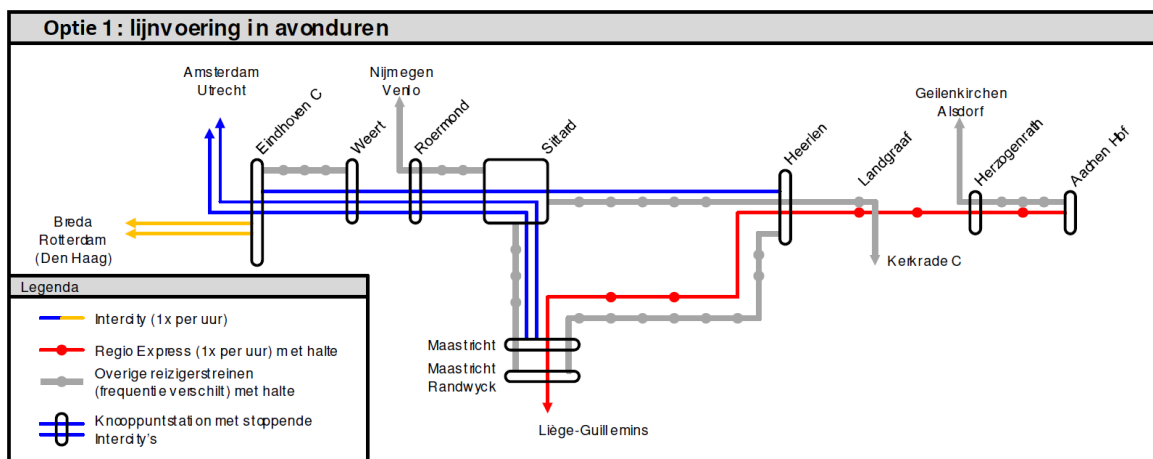 Optie 1: lijnvoering in avonduren
Amsterdam
Utrecht
Eindhoven C
Weert
Nijmegen
Venlo
Roermond
Sittard
Heerlen
Landgraaf
Geilenkirchen
Alsdorf
Herzogenrath
Aachen Hbf
Breda
Rotterdam
(Den Haag)
Kerkrade C
Maastricht
Maastricht
Randwyck
Liège-Guillemins
Legenda
Intercity (1x per uur)
Regio Express (1x per uur) met halte
Overige reizigerstreinen
(frequentie verschilt) met halte
Knooppuntstation met stoppende
Intercity's